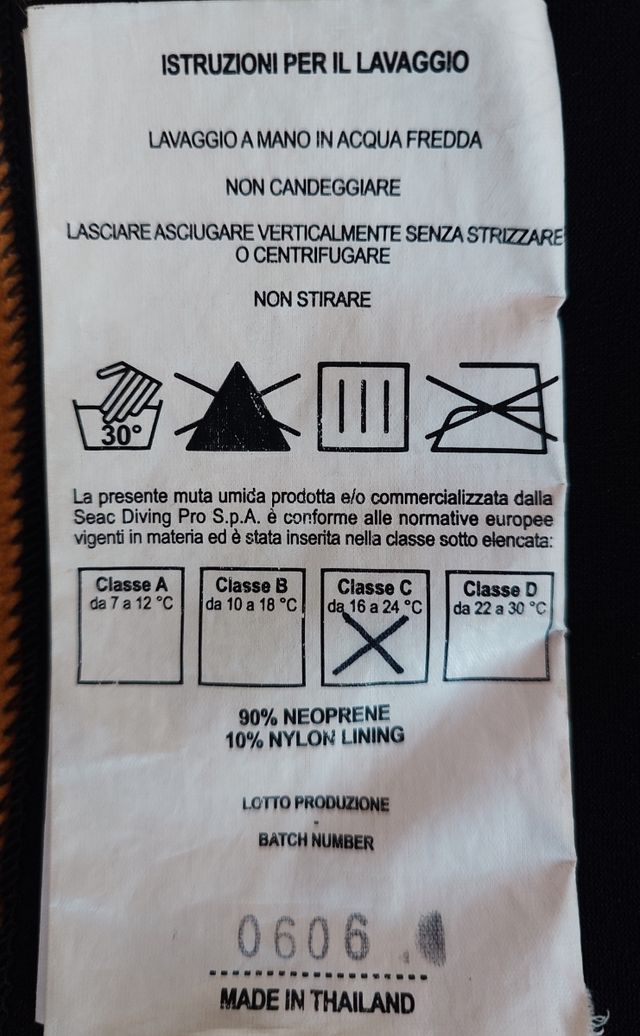 ISTRUZIONI PER IL LAVAGGIO
LAVAGGIO A MANO IN ACQUA FREDDA
NON CANDEGGIARE
LASCIARE ASCIUGARE VERTICALMENTE SENZA STRIZZARE
O CENTRIFUGARE
NON STIRARE
30°
La presente muta umida prodotta e/o commercializzata dalla
Seac Diving Pro S.p.A. è conforme alle normative europee
vigenti in materia ed è stata inserita nella classe sotto elencata:
Classe A Classe B Classe C Classe D
da 7 a 12 °C da 10 a 18 °C da 16 a 24 °C da 22 a 30 °C
90% NEOPRENE
10% NYLON LINING
LOTTO PRODUZIONE
-
BATCH NUMBER
0606
MADE IN THAILAND